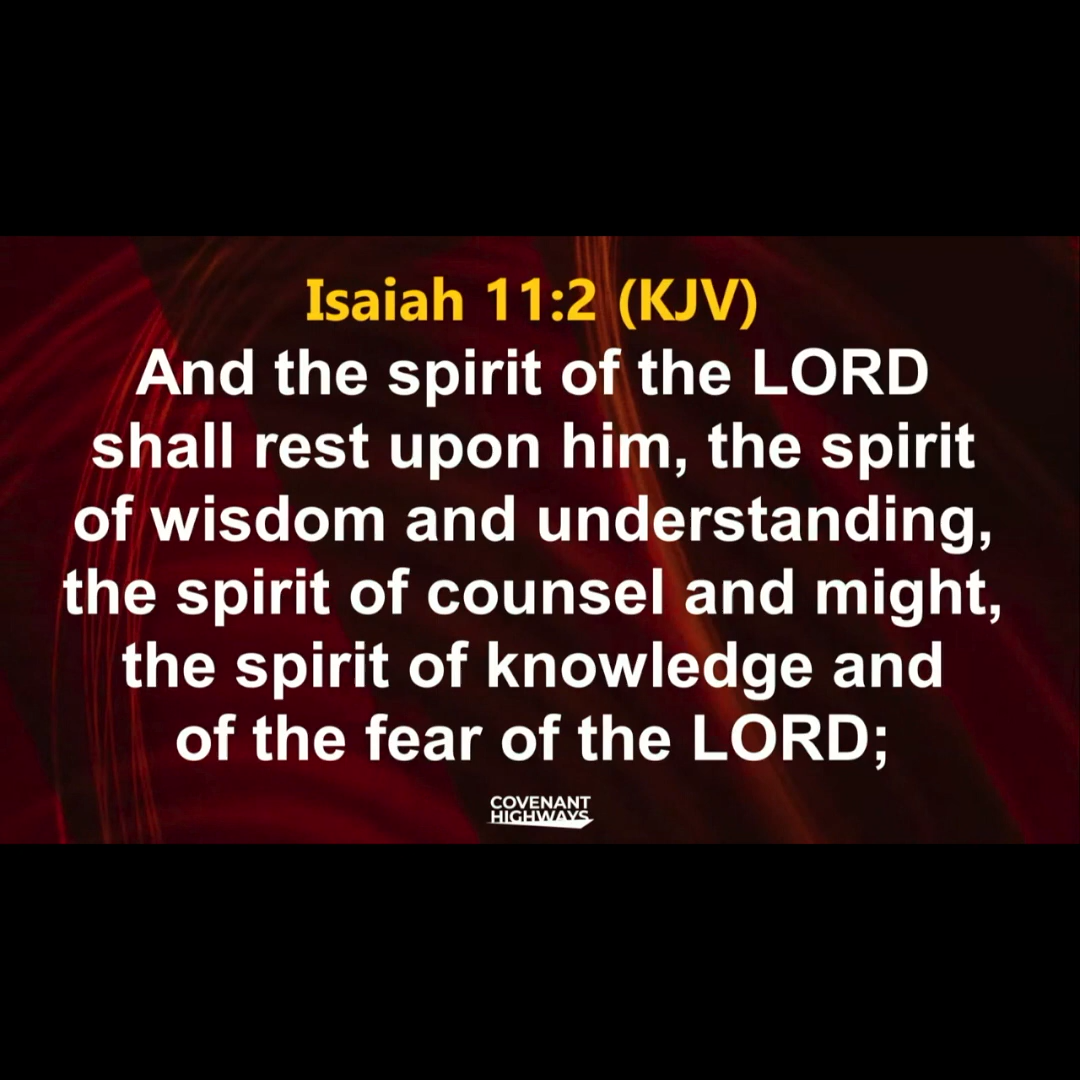 Isaiah 11:2 (KJV)
And the spirit of the LORD
shall rest upon him, the spirit
of wisdom and understanding,
the spirit of counsel and might,
the spirit of knowledge and
of the fear of the LORD;
COVENANT
HIGHWAYS